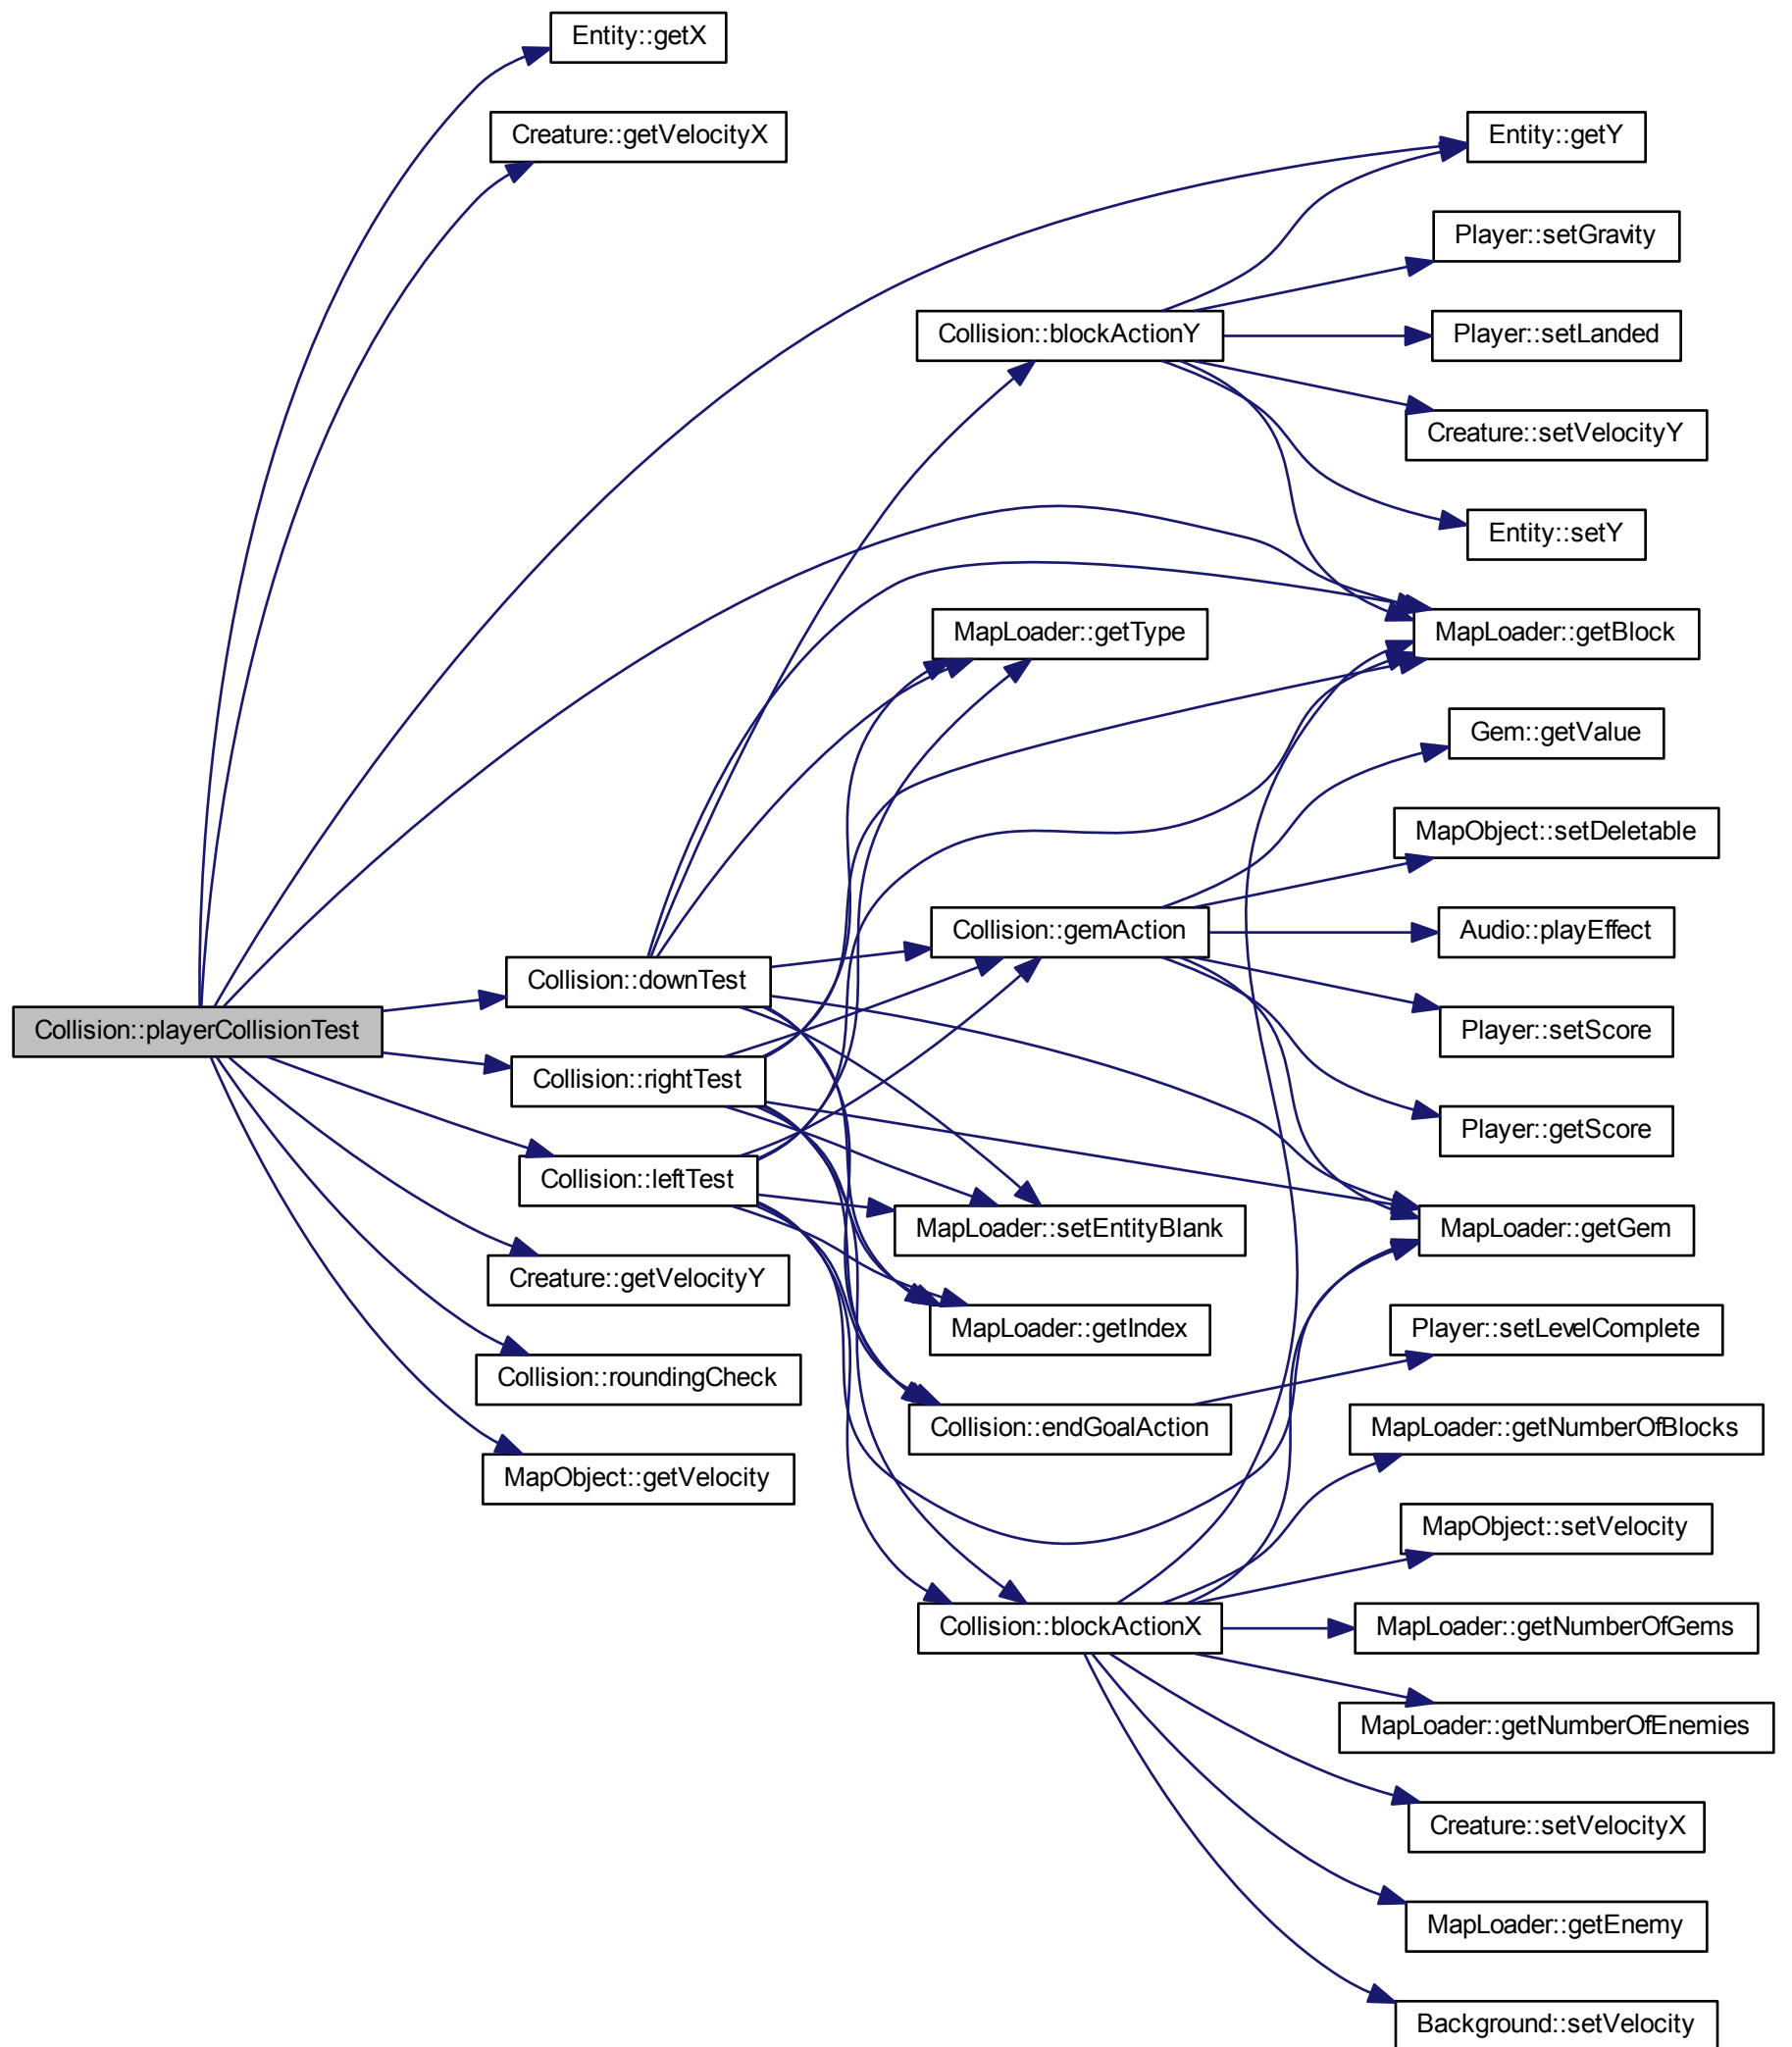 Entity::getX
Creature::getVelocityX
Entity::getY
Player::setGravity
Collision::blockActionY
Player::setLanded
Creature::setVelocityY
Entity::setY
MapLoader::getType
MapLoader::getBlock
Gem::getValue
MapObject::setDeletable
Collision::gemAction
Audio::playEffect
Collision::downTest
Collision::playerCollisionTest
Player::setScore
Collision::rightTest
Player::getScore
Collision::leftTest
MapLoader::setEntityBlank
MapLoader::getGem
Creature::getVelocityY
MapLoader::getIndex
Player::setLevelComplete
Collision::roundingCheck
Collision::endGoalAction
MapLoader::getNumberOfBlocks
MapObject::getVelocity
MapObject::setVelocity
Collision::blockActionX
MapLoader::getNumberOfGems
MapLoader::getNumberOfEnemies
Creature::setVelocityX
MapLoader::getEnemy
Background::setVelocity